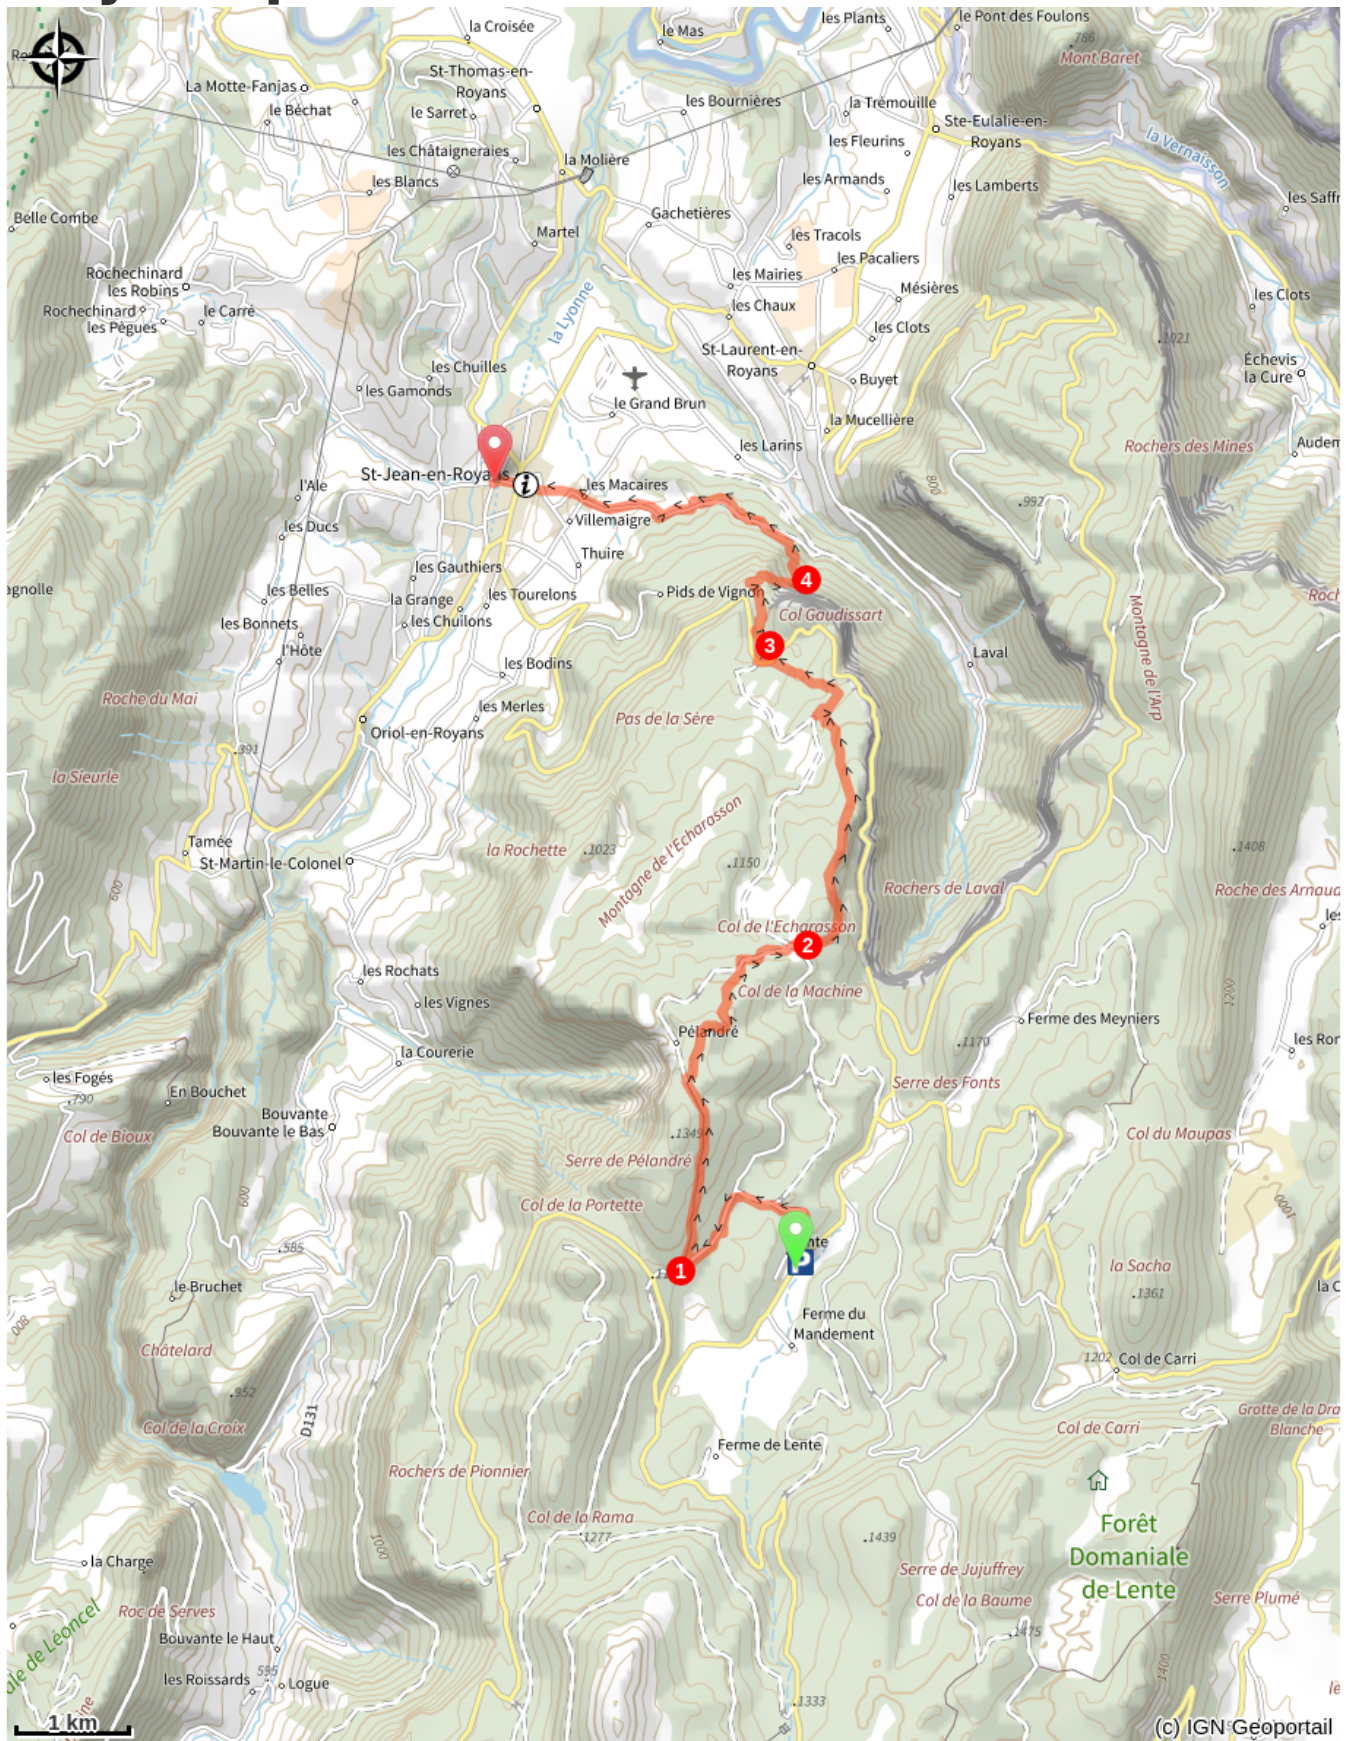 la Croisée
le Mas
les Plants
le Pont des Foulons
786
Mont Baret
St-Thomas-en-
Royans
La Motte-Fanjas
le Béchat
le Sarret
les Bournières
la Trémouille
Ste-Eulalie-en-
Royans
la Vernaisson
les Châtaigneraies
la Molière
les Fleurins
les Blancs
les Armands
les Lamberts
Belle Combe
Gachetières
Martel
les Tracols
les Pacaliers
Rochechinard
les Robins
les Mairies
Mésières
les Clots
Rochechinard
les Pègues
le Carré
la Lyonne
les Chaux
les Clots
1021
St-Laurent-en-
Royans
Échevis
la Cure
les Chuilles
les Gamonds
Buyet
le Grand Brun
la Mucellière
les Larins
Rochers des Mines
St-Jean-en-Royans
i
les Macaires
l'Ale
800
992
Villemaigre
les Ducs
Thuire
les Gauthiers
4
les Belles
la Grange
les Tourelons
Pids de Vignon
Col Gaudissart
les Bonnets
les Chuilons
l'Hôte
3
Laval
Montagne de l'Arp
les Bodins
Roche du Mai
les Merles
Pas de la Sère
Oriol-en-Royans
391
la Sieurle
Tamée
St-Martin-le-Colonel
la Rochette
1023
Montagne de l'Echarasson
1150
1408
600
Rochers de Laval
Col de l'Echarasson
2
les Rochats
Col de la Machine
les Vignes
1200
Pélandré
Ferme des Meyniers
la Courerie
1170
les Fogés
790
En Bouchet
Serre des Fonts
Bouvante
Bouvante le Bas
Col de Bioux
1349
Col du Maupas
Serre de Pélandré
600
Col de la Portette
1000
585
1
P
la Sacha
le Bruchet
1361
800
Ferme du
Mandement
Châtelard
1202
Col de Carri
952
D131
Col de la Croix
Col de Carri
Blanche
Ferme de Lente
Rochers de Pionnier
Col de la Rama
1277
Forêt
Domaniale
de Lente
1000
1439
la Charge
Serre de Jujuffrey
Col de la Baume
Serre Plumé
Roc de Serves
1475
Bouvante le Haut
1400
les Roissards
595
Logue
1333
1 km
(c) IGN Geoportail